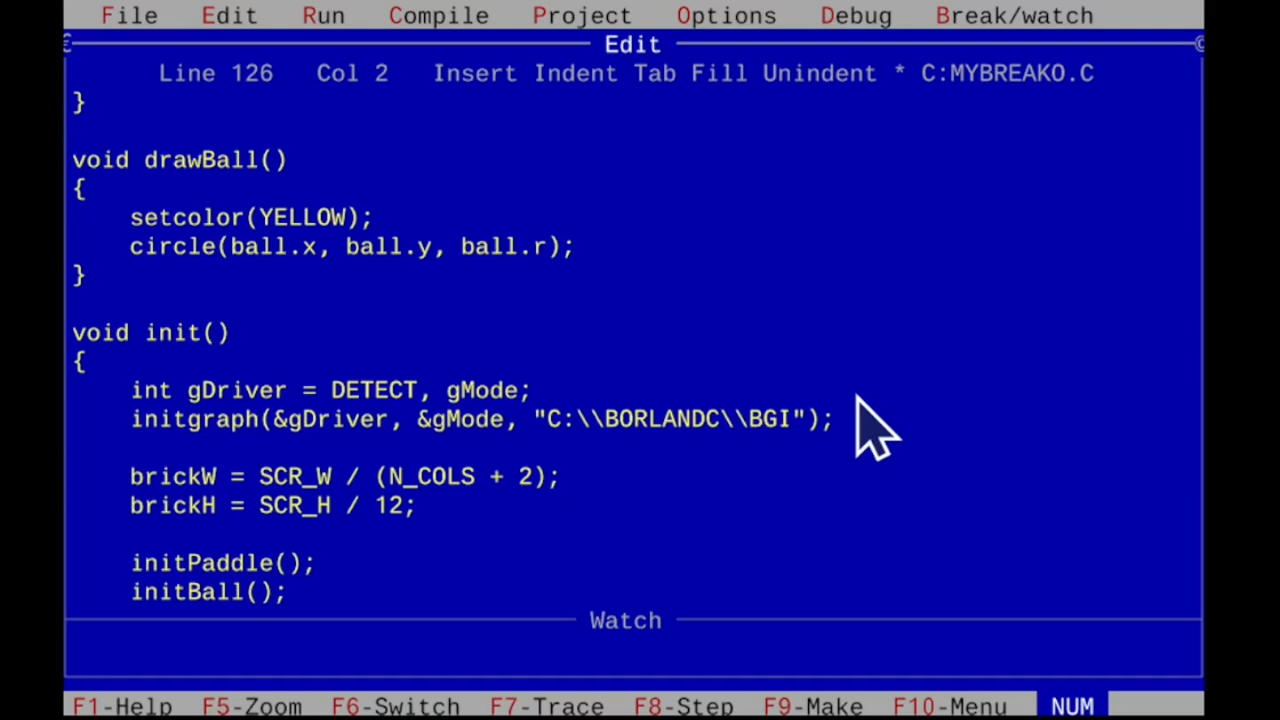 File Edit Run Compile Project Options Debug Break/watch
Edit
Line 126 Col 2 Insert Indent Tab Fill Unindent * C:MYBREAKO.C
}
void drawBall()
{
    setcolor(YELLOW);
    circle(ball.x, ball.y, ball.r);
}
void init()
{
    int gDriver = DETECT, gMode;
    initgraph(&gDriver, &gMode, "C:\\BORLANDC\\BGI");
    brickW = SCR_W / (N_COLS + 2);
    brickH = SCR_H / 12;
    initPaddle();
    initBall();
Watch
F1-Help F5-Zoom F6-Switch F7-Trace F8-Step F9-Make F10-Menu NUM